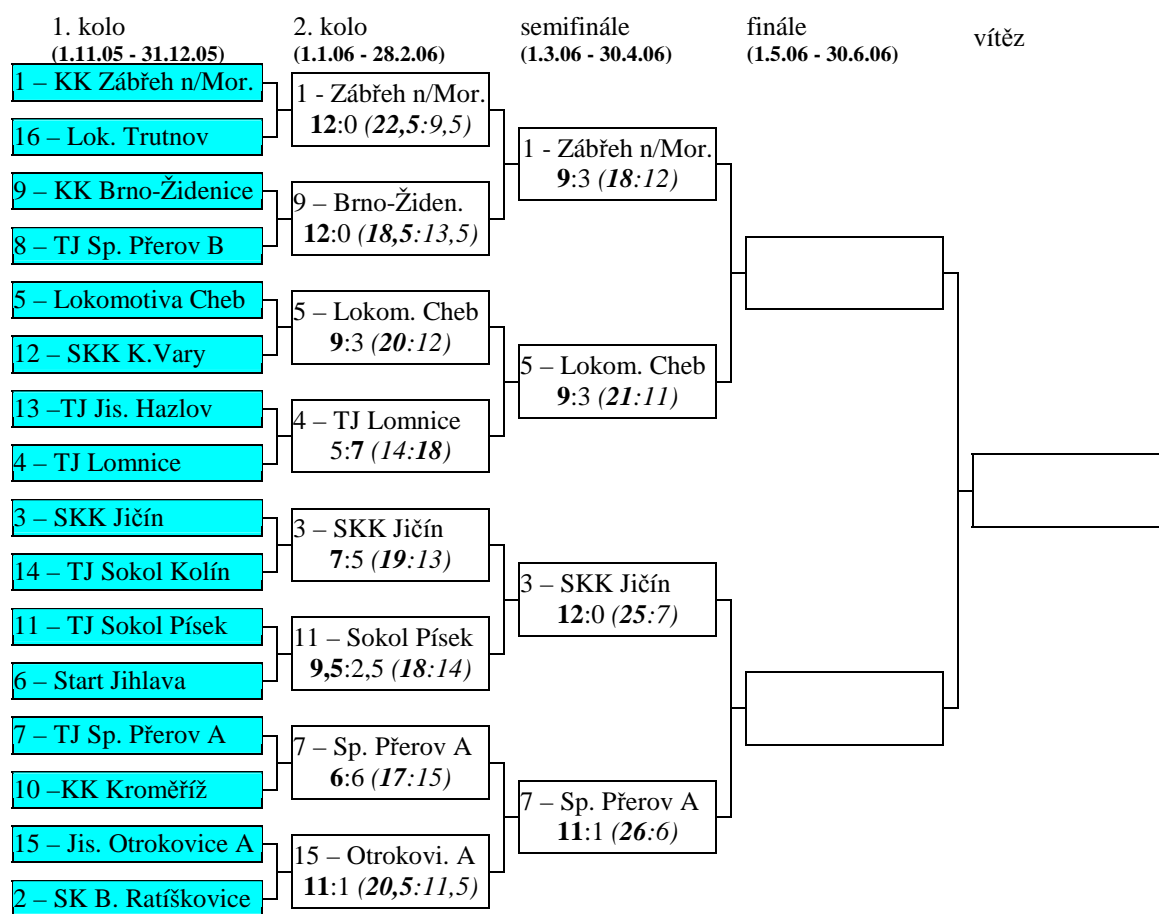 1. kolo
(1.11.05 - 31.12.05)
2. kolo
(1.1.06 - 28.2.06)
semifinále
(1.3.06 - 30.4.06)
finále
(1.5.06 - 30.6.06)
vítěz
1 – KK Zábřeh n/Mor.
16 – Lok. Trutnov
9 – KK Brno-Židenice
8 – TJ Sp. Přerov B
5 – Lokomotiva Cheb
12 – SKK K.Vary
13 –TJ Jis. Hazlov
4 – TJ Lomnice
3 – SKK Jičín
14 – TJ Sokol Kolín
11 – TJ Sokol Písek
6 – Start Jihlava
7 – TJ Sp. Přerov A
10 –KK Kroměříž
15 – Jis. Otrokovice A
2 – SK B. Ratíškovice
1 - Zábřeh n/Mor.
12:0 (22,5:9,5)
9 – Brno-Židen.
12:0 (18,5:13,5)
5 – Lokom. Cheb
9:3 (20:12)
4 – TJ Lomnice
5:7 (14:18)
3 – SKK Jičín
7:5 (19:13)
11 – Sokol Písek
9,5:2,5 (18:14)
7 – Sp. Přerov A
6:6 (17:15)
15 – Otrokovi. A
11:1 (20,5:11,5)
1 - Zábřeh n/Mor.
9:3 (18:12)
5 – Lokom. Cheb
9:3 (21:11)
3 – SKK Jičín
12:0 (25:7)
7 – Sp. Přerov A
11:1 (26:6)